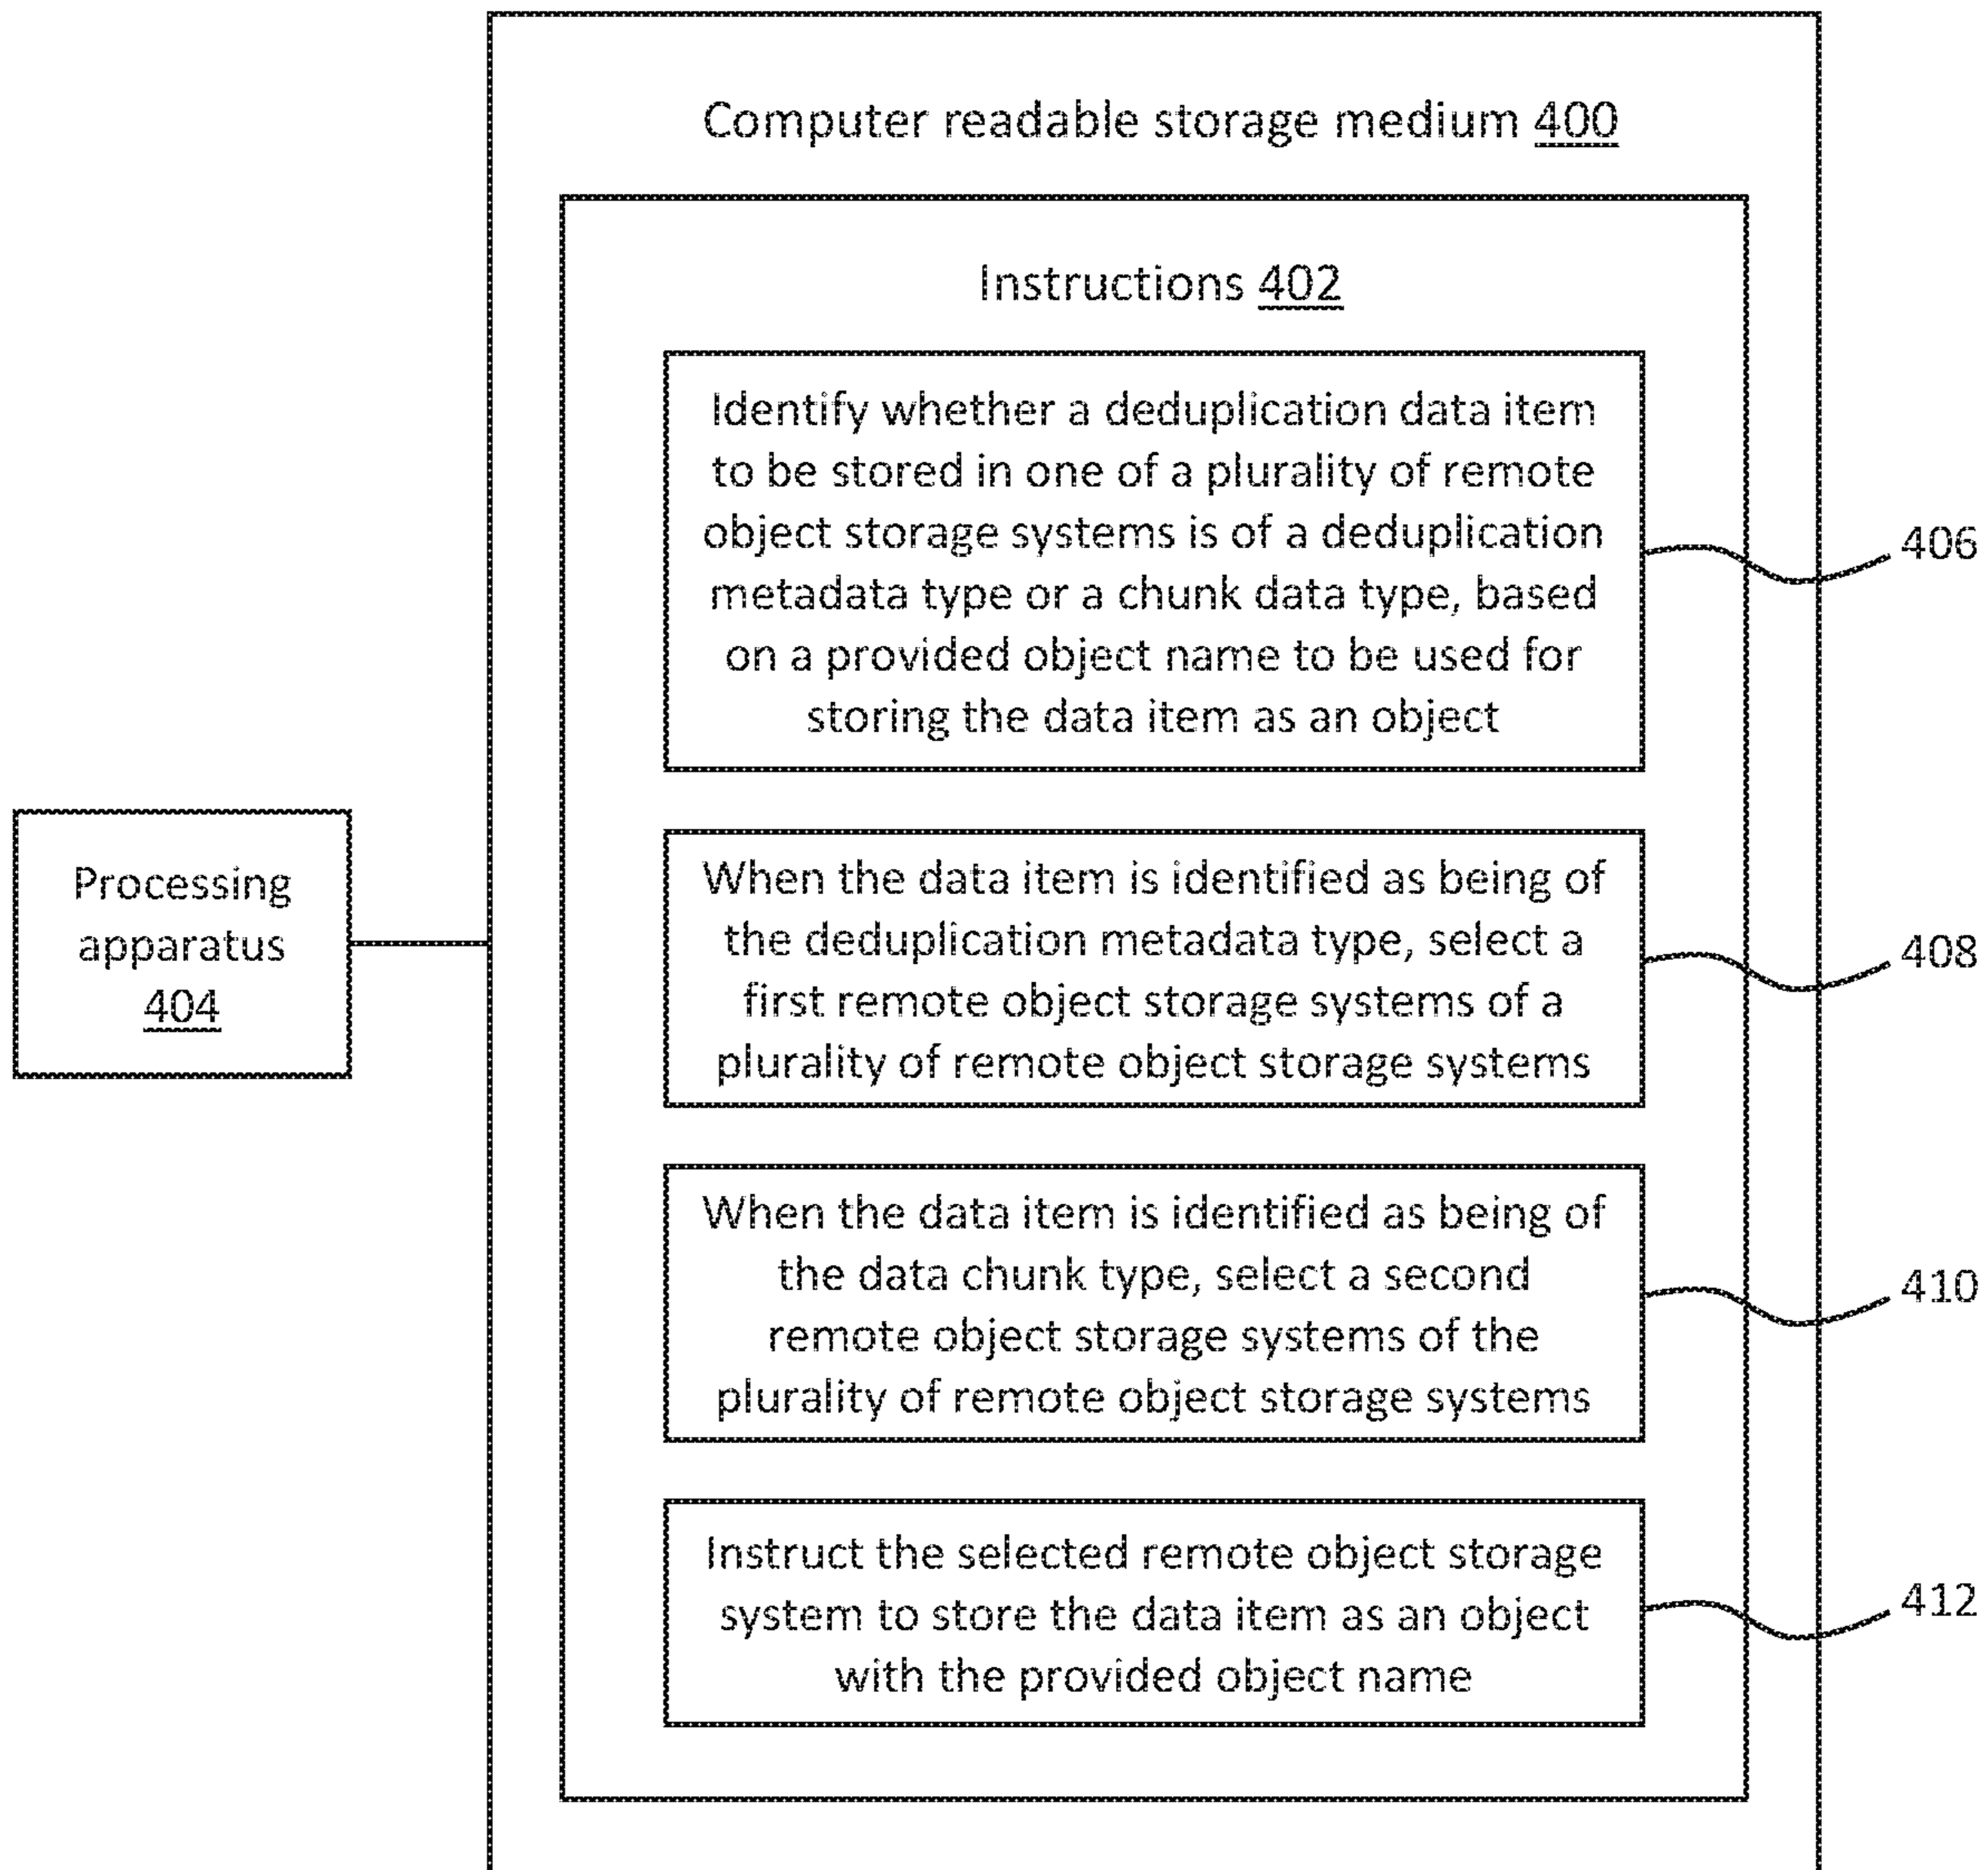 Computer readable storage medium 400
Instructions 402
Identify whether a deduplication data item
to be stored in one of a plurality of remote
object storage systems is of a deduplication
metadata type or a chunk data type, based
on a provided object name to be used for
storing the data item as an object
406
When the data item is identified as being of
the deduplication metadata type, select a
first remote object storage systems of a
plurality of remote object storage systems
408
Processing
apparatus
404
When the data item is identified as being of
the data chunk type, select a second
remote object storage systems of the
plurality of remote object storage systems
410
Instruct the selected remote object storage
system to store the data item as an object
with the provided object name
412